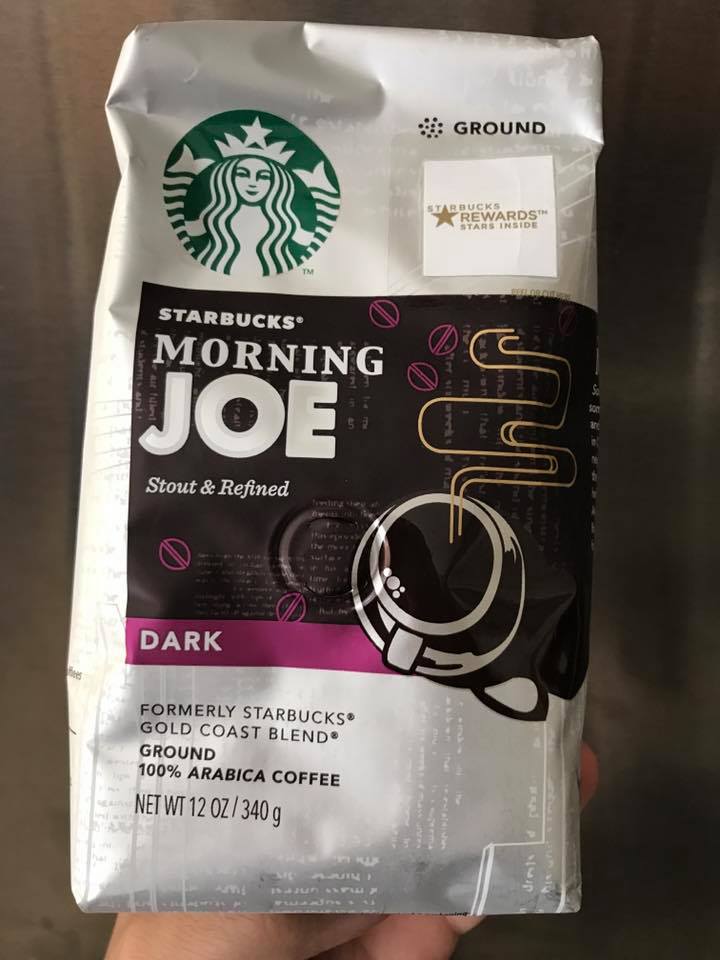 GROUND
STARBUCKS
REWARDS™
STARS INSIDE
™
STARBUCKS®
MORNING
JOE
Stout & Refined
DARK
FORMERLY STARBUCKS®
GOLD COAST BLEND®
GROUND
100% ARABICA COFFEE
NET WT 12 OZ / 340 g